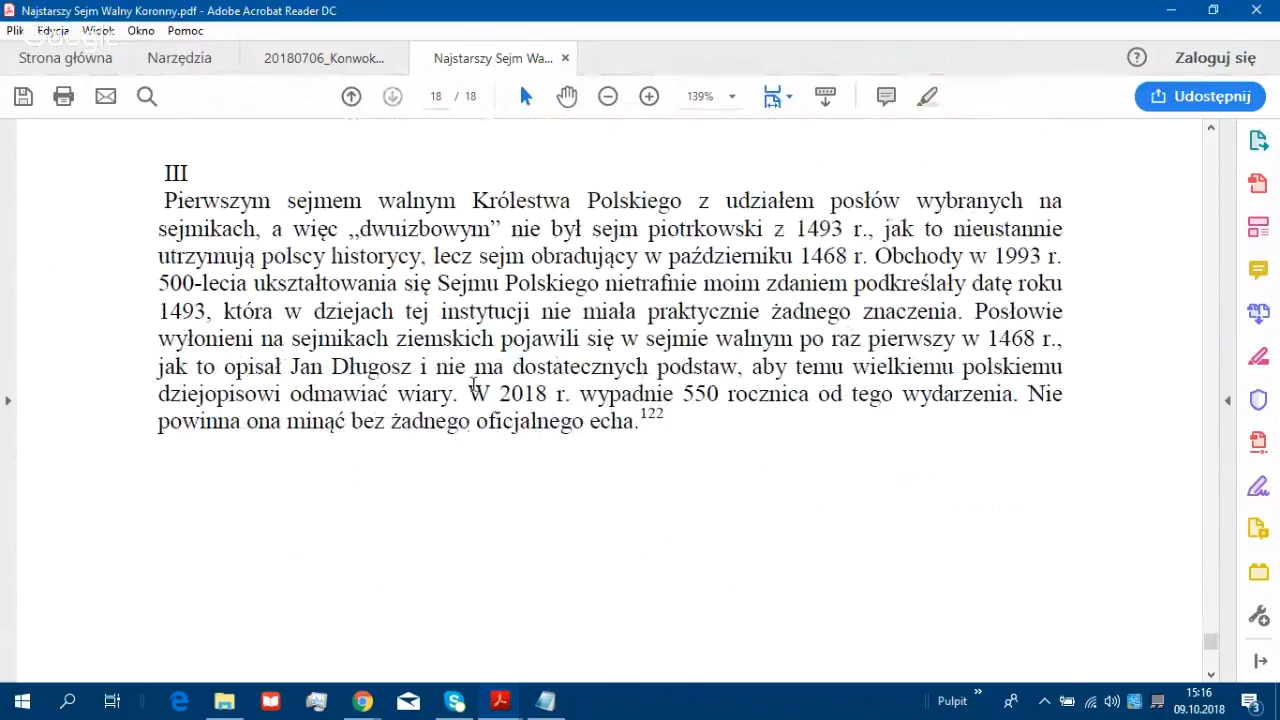 Najstarszy Sejm Walny Koronny.pdf - Adobe Acrobat Reader DC
Plik Edycja Widok Okno Pomoc
Google
Strona główna Narzędzia 20180706_Konwok... Najstarszy Sejm Wa... × Zaloguj się
18 / 18 139% Udostępnij
III
Pierwszym sejmem walnym Królestwa Polskiego z udziałem posłów wybranych na
sejmikach, a więc ,,dwuizbowym” nie był sejm piotrkowski z 1493 r., jak to nieustannie
utrzymują polscy historycy, lecz sejm obradujący w październiku 1468 r. Obchody w 1993 r.
500-lecia ukształtowania się Sejmu Polskiego nietrafnie moim zdaniem podkreślały datę roku
1493, która w dziejach tej instytucji nie miała praktycznie żadnego znaczenia. Posłowie
wyłonieni na sejmikach ziemskich pojawili się w sejmie walnym po raz pierwszy w 1468 r.,
jak to opisał Jan Długosz i nie ma dostatecznych podstaw, aby temu wielkiemu polskiemu
dziejopisowi odmawiać wiary. W 2018 r. wypadnie 550 rocznica od tego wydarzenia. Nie
powinna ona minąć bez żadnego oficjalnego echa.122
Pulpit » 15:16
09.10.2018 3